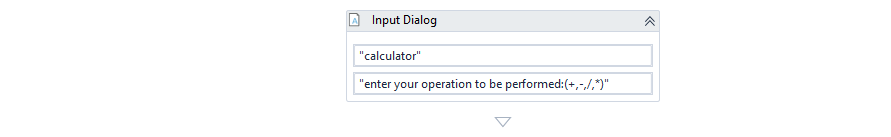 Input Dialog
"calculator"
"enter your operation to be performed:(+,-,/,*)"